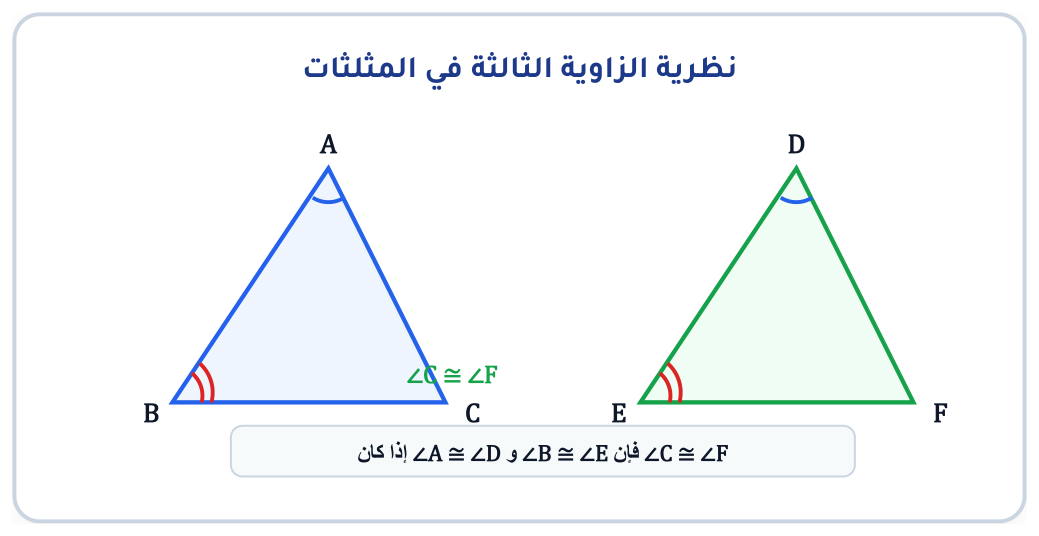 نظرية الزاوية الثالثة في المثلثات
A
D
∠C ≅ ∠F
B
C
E
F
إذا كان ∠A ≅ ∠D و ∠B ≅ ∠E فإن ∠C ≅ ∠F